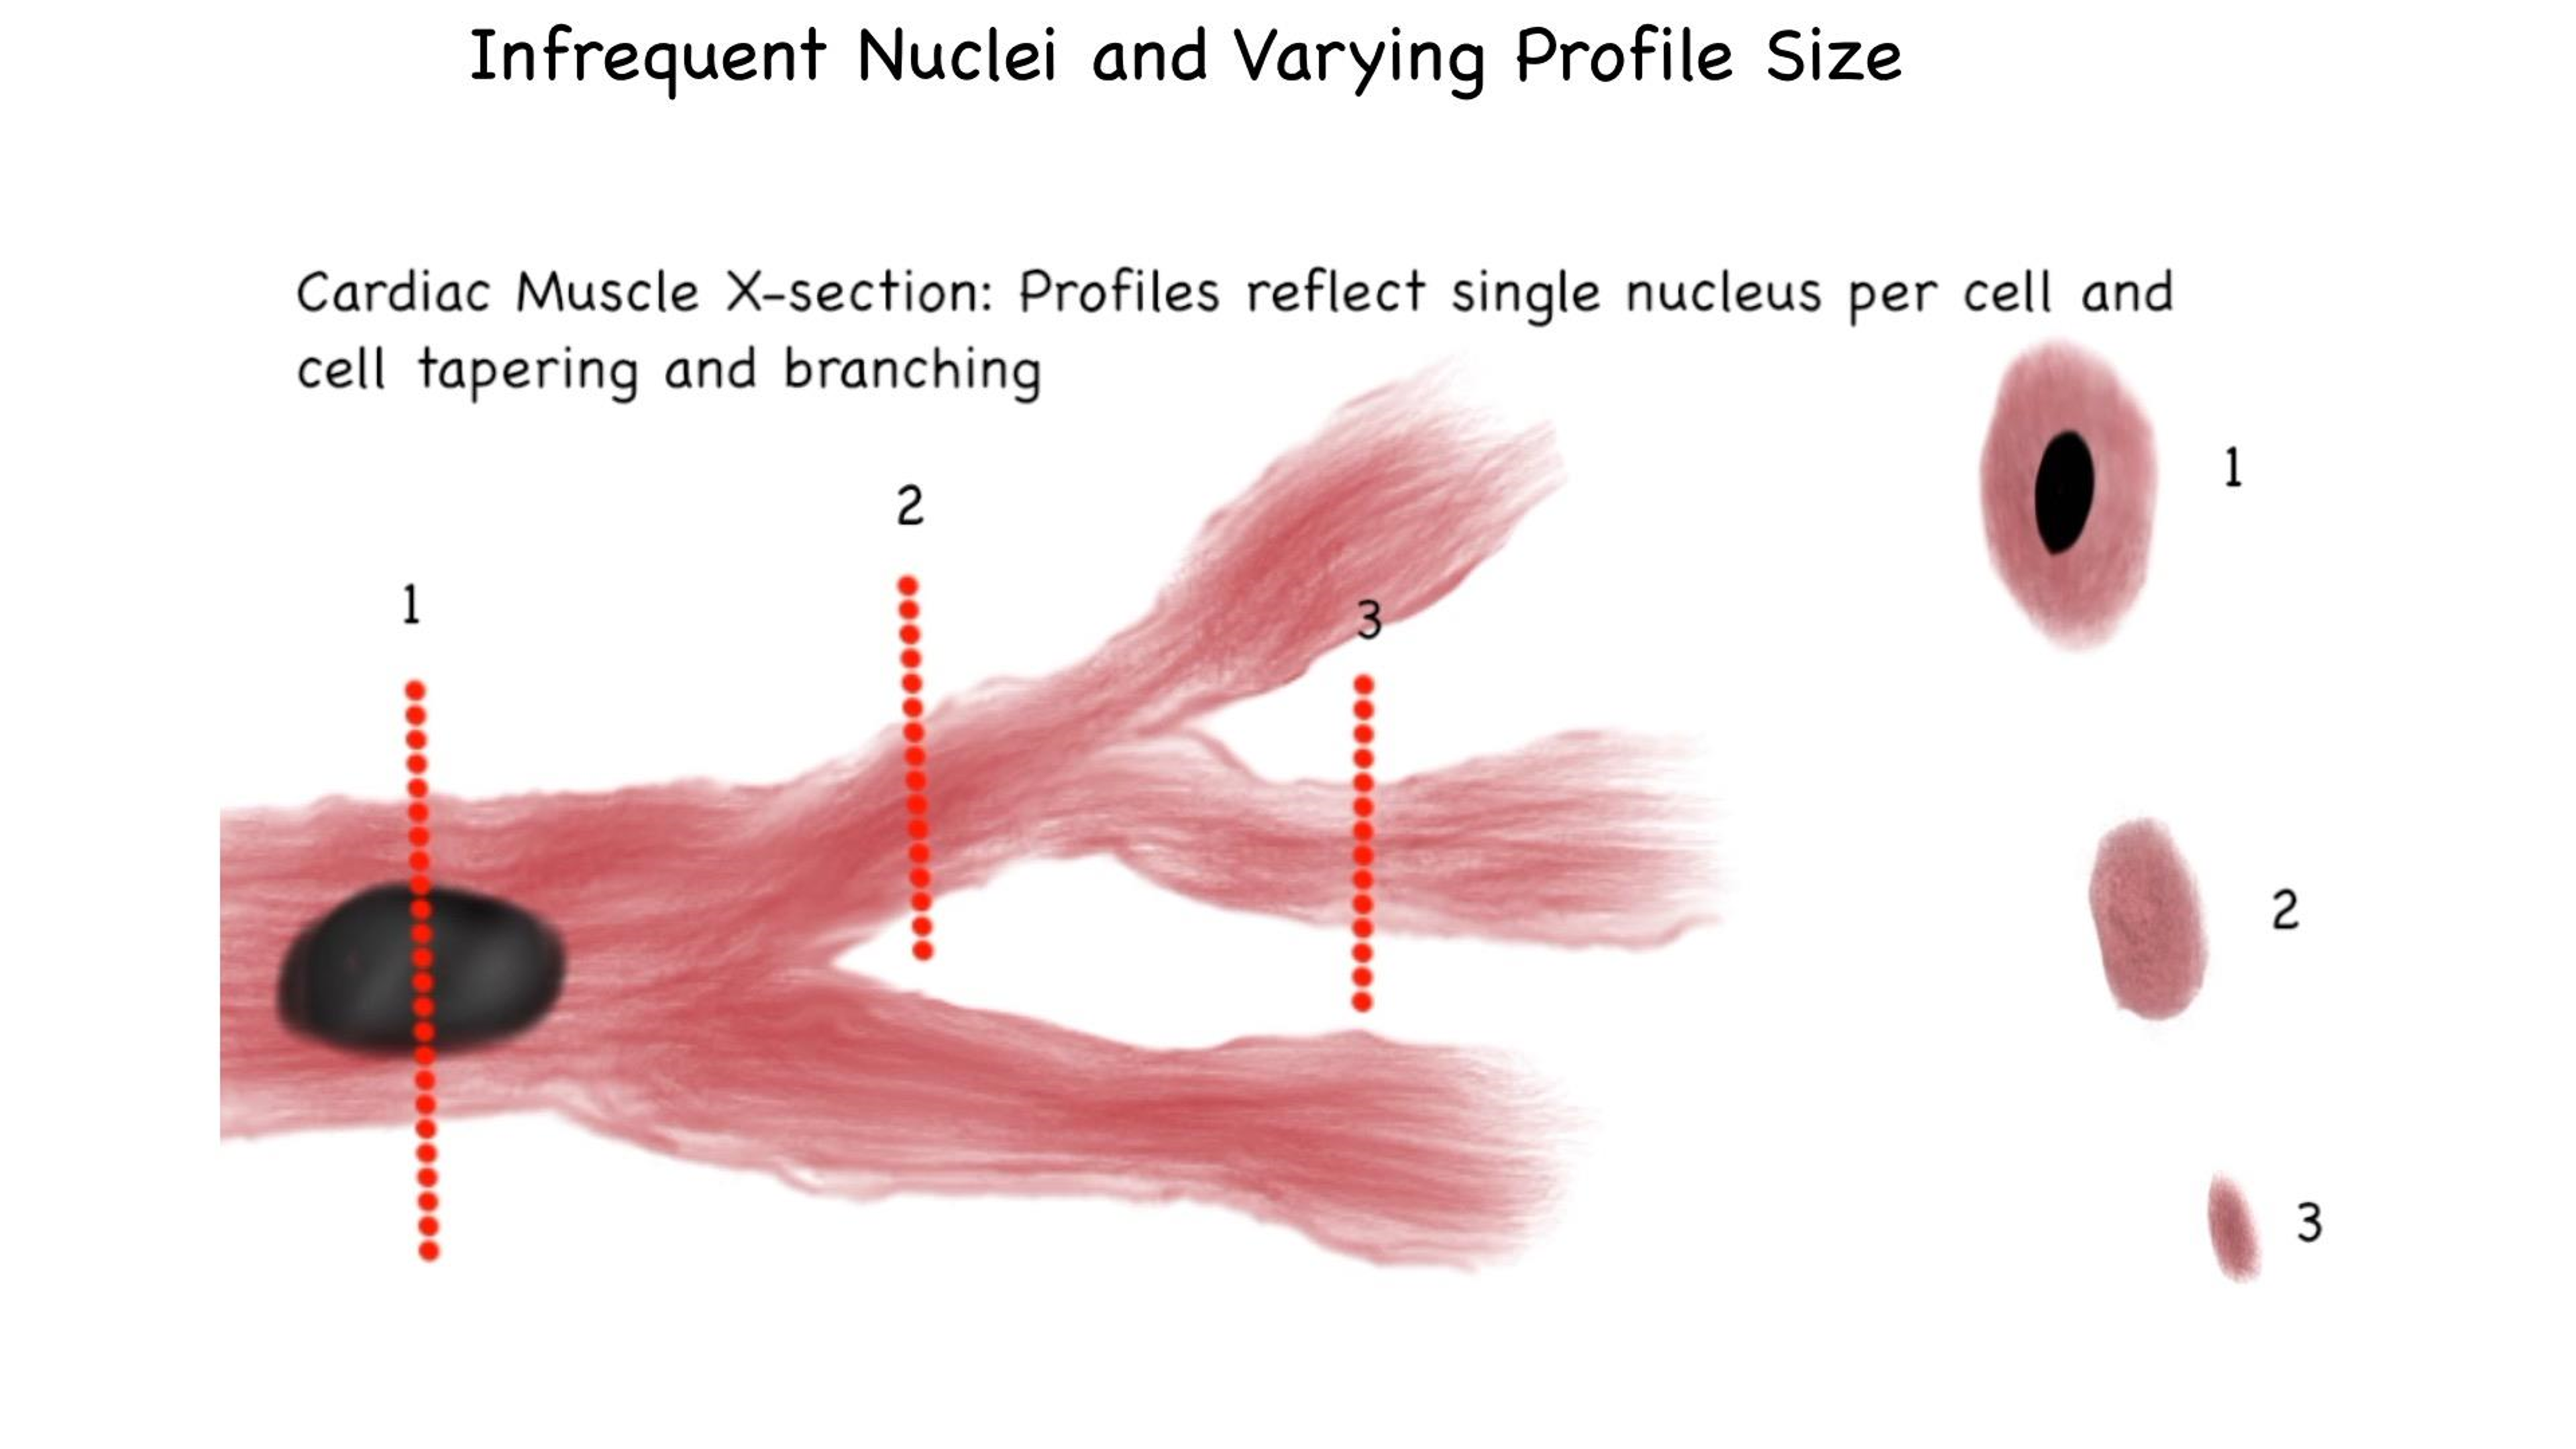 Infrequent Nuclei and Varying Profile Size
Cardiac Muscle X-section: Profiles reflect single nucleus per cell and
cell tapering and branching
1
2
1
3
2
3